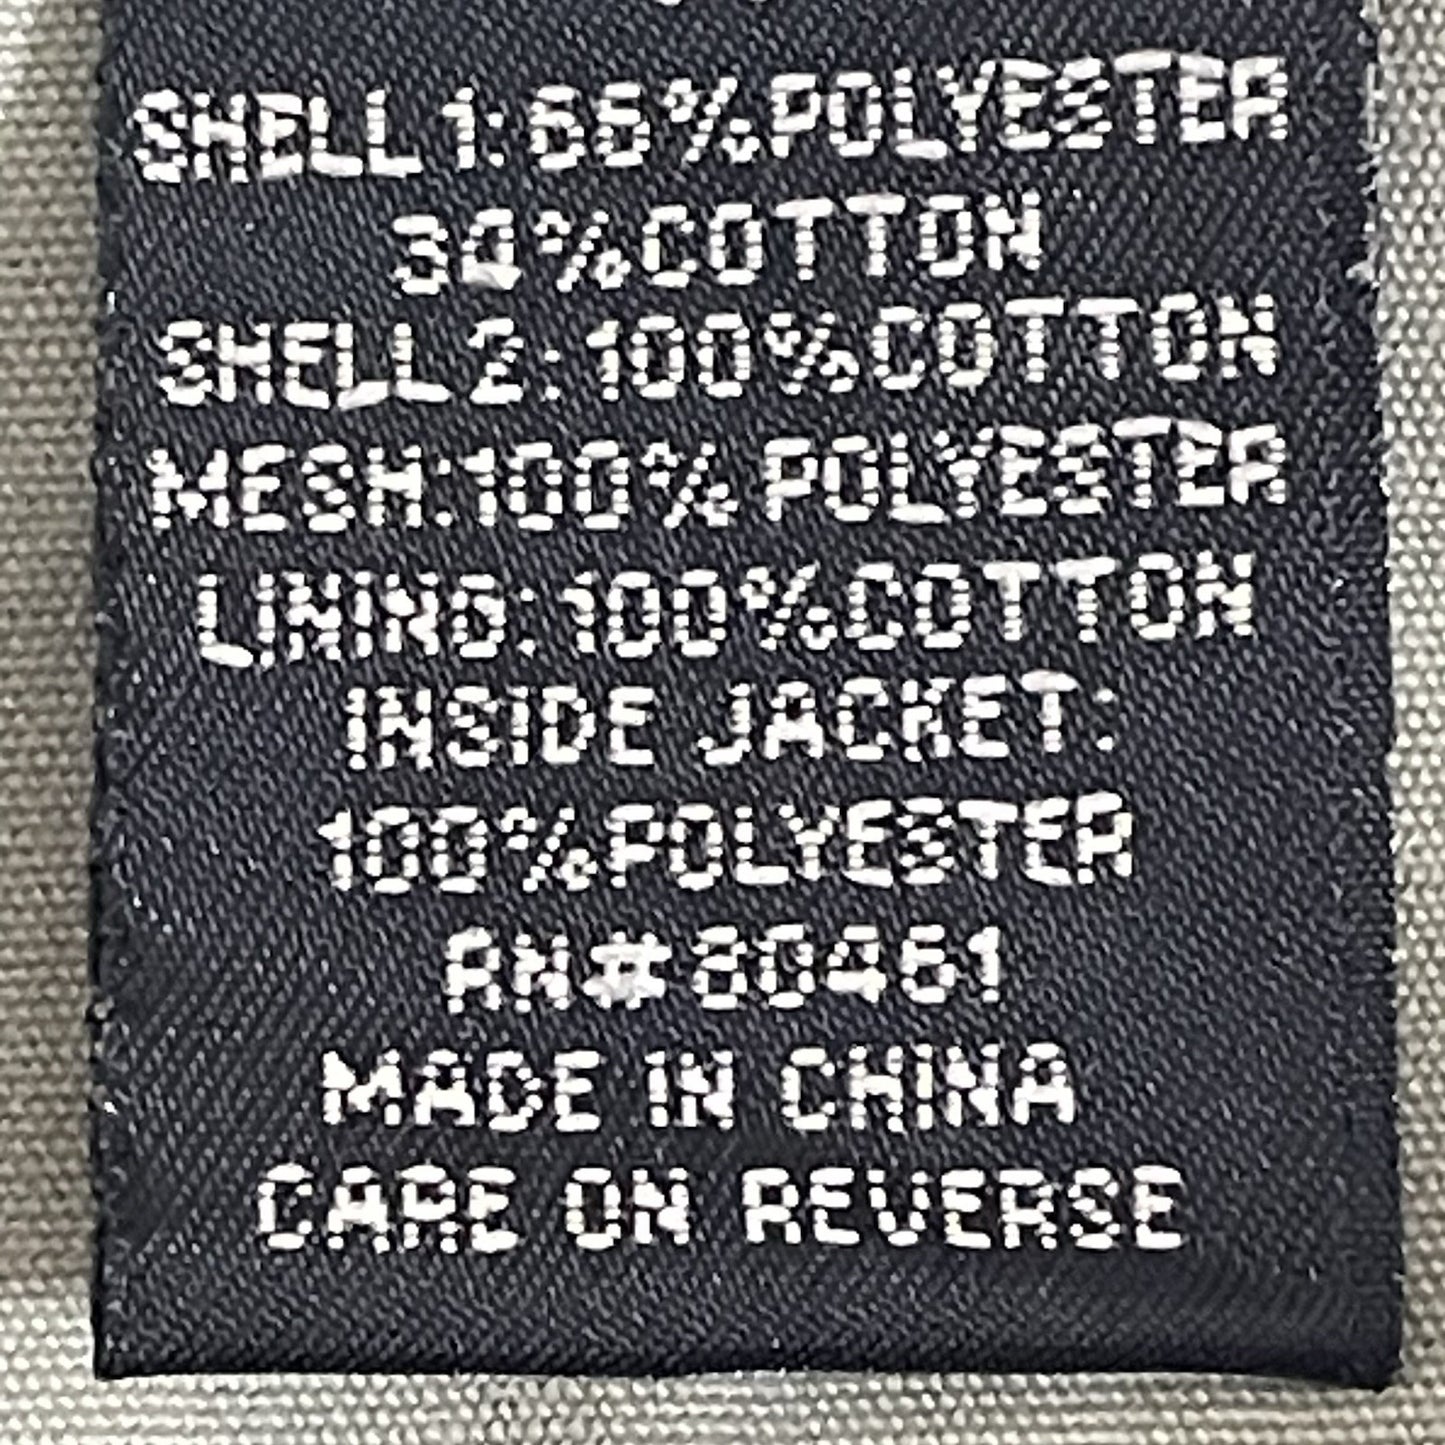 SHELL 1: 66%POLYESTER
30%COTTON
SHELL 2: 100%COTTON
MESH:100% POLYESTER
LINING: 100%COTTON
INSIDE JACKET:
100%POLYESTER
RN#80461
MADE IN CHINA
CARE ON REVERSE